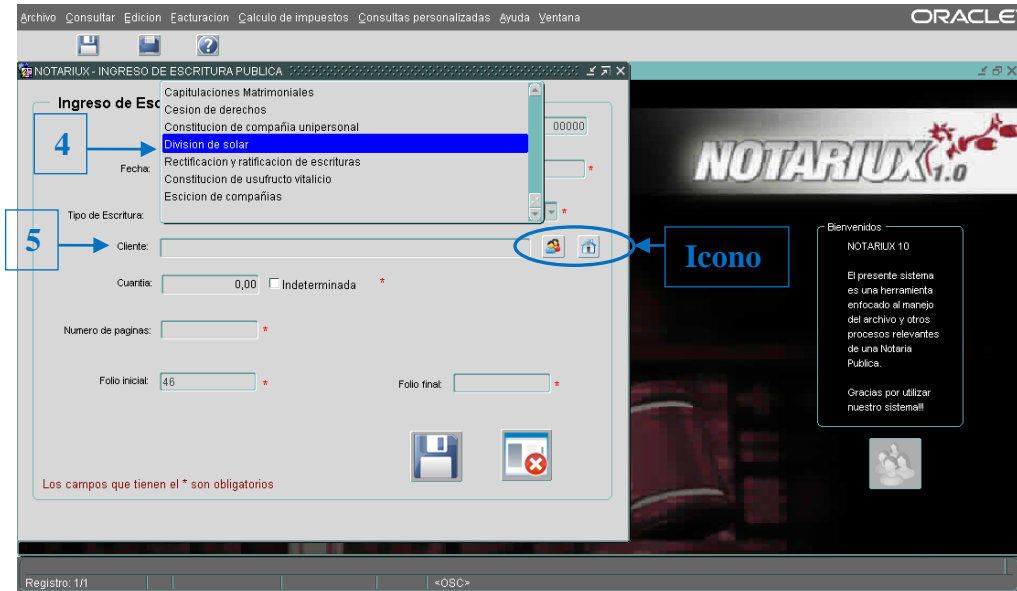 Archivo Consultar Edicion Facturacion Calculo de impuestos Consultas personalizadas Ayuda Ventana
ORACLE
NOTARIUX - INGRESO DE ESCRITURA PUBLICA
Ingreso de Esc
Capitulaciones Matrimoniales
Cesion de derechos
Constitucion de compañia unipersonal
Division de solar
Rectificacion y ratificacion de escrituras
Constitucion de usufructo vitalicio
Escicion de compañias
00000
4
Fecha: *
Tipo de Escritura: *
5
Cliente:
Icono
Cuantia: 0,00 Indeterminada *
Numero de paginas: *
Folio inicial: 46 * Folio final: *
Los campos que tienen el * son obligatorios
NOTARIUX 1.0
Bienvenidos
NOTARIUX 10
El presente sistema
es una herramienta
enfocado al manejo
del archivo y otros
procesos relevantes
de una Notaria
Publica.
Gracias por utilizar
nuestro sistema!!!
Registro: 1/1 <OSC>